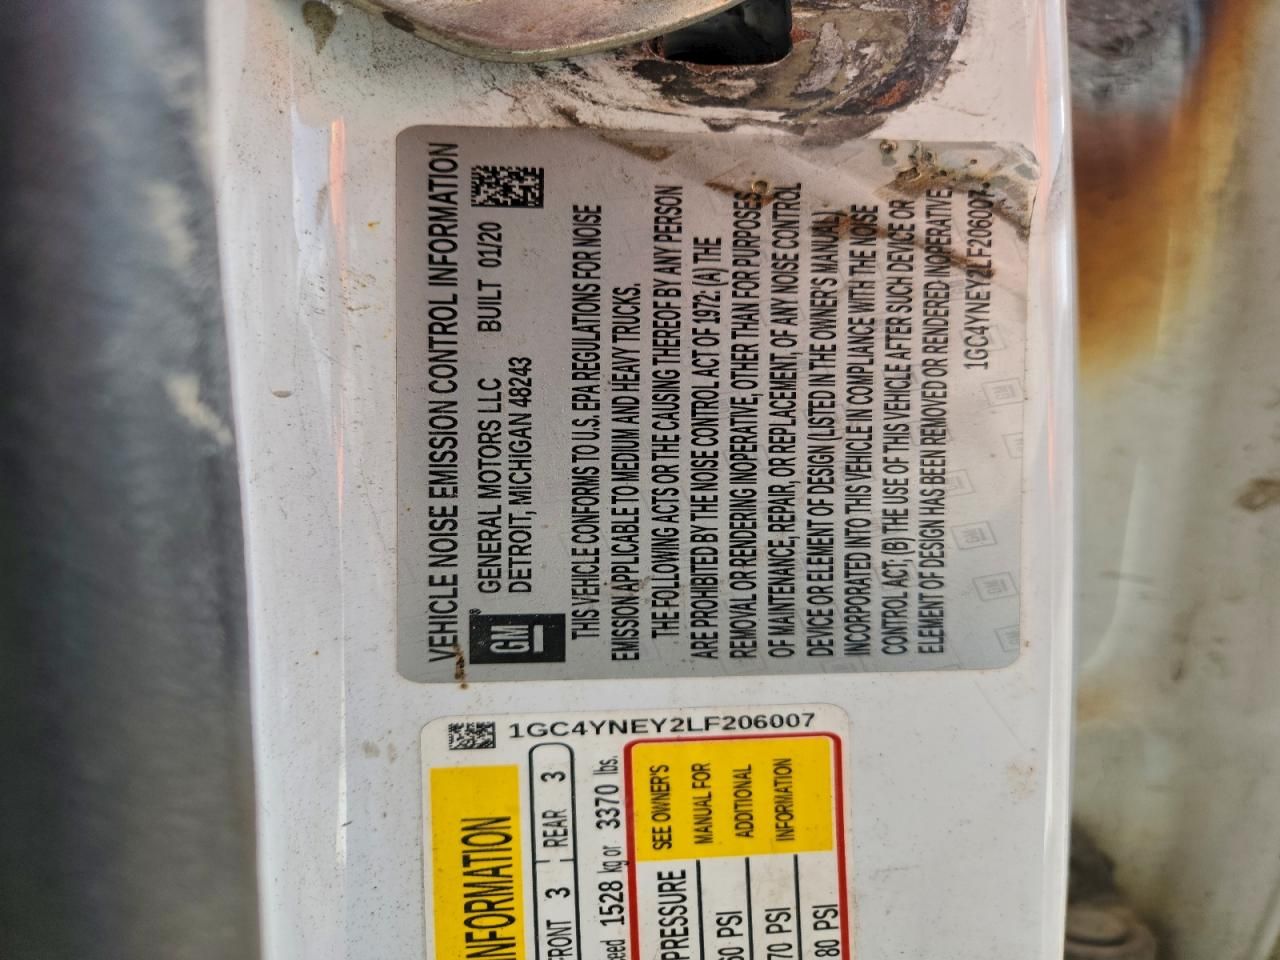 VEHICLE NOISE EMISSION CONTROL INFORMATION
GM®
GENERAL MOTORS LLC BUILT 01/20
DETROIT, MICHIGAN 48243
THIS VEHICLE CONFORMS TO U.S. EPA REGULATIONS FOR NOISE
EMISSION APPLICABLE TO MEDIUM AND HEAVY TRUCKS.
THE FOLLOWING ACTS OR THE CAUSING THEREOF BY ANY PERSON
ARE PROHIBITED BY THE NOISE CONTROL ACT OF 1972: (A) THE
REMOVAL OR RENDERING INOPERATIVE, OTHER THAN FOR PURPOSES
OF MAINTENANCE, REPAIR, OR REPLACEMENT, OF ANY NOISE CONTROL
DEVICE OR ELEMENT OF DESIGN (LISTED IN THE OWNER'S MANUAL)
INCORPORATED INTO THIS VEHICLE IN COMPLIANCE WITH THE NOISE
CONTROL ACT; (B) THE USE OF THIS VEHICLE AFTER SUCH DEVICE OR
ELEMENT OF DESIGN HAS BEEN REMOVED OR RENDERED INOPERATIVE.
1GC4YNEY2LF206007
1GC4YNEY2LF206007
INFORMATION
FRONT 3 REAR 3
1528 kg or 3370 lbs.
PRESSURE SEE OWNER'S
60 PSI MANUAL FOR
70 PSI ADDITIONAL
80 PSI INFORMATION